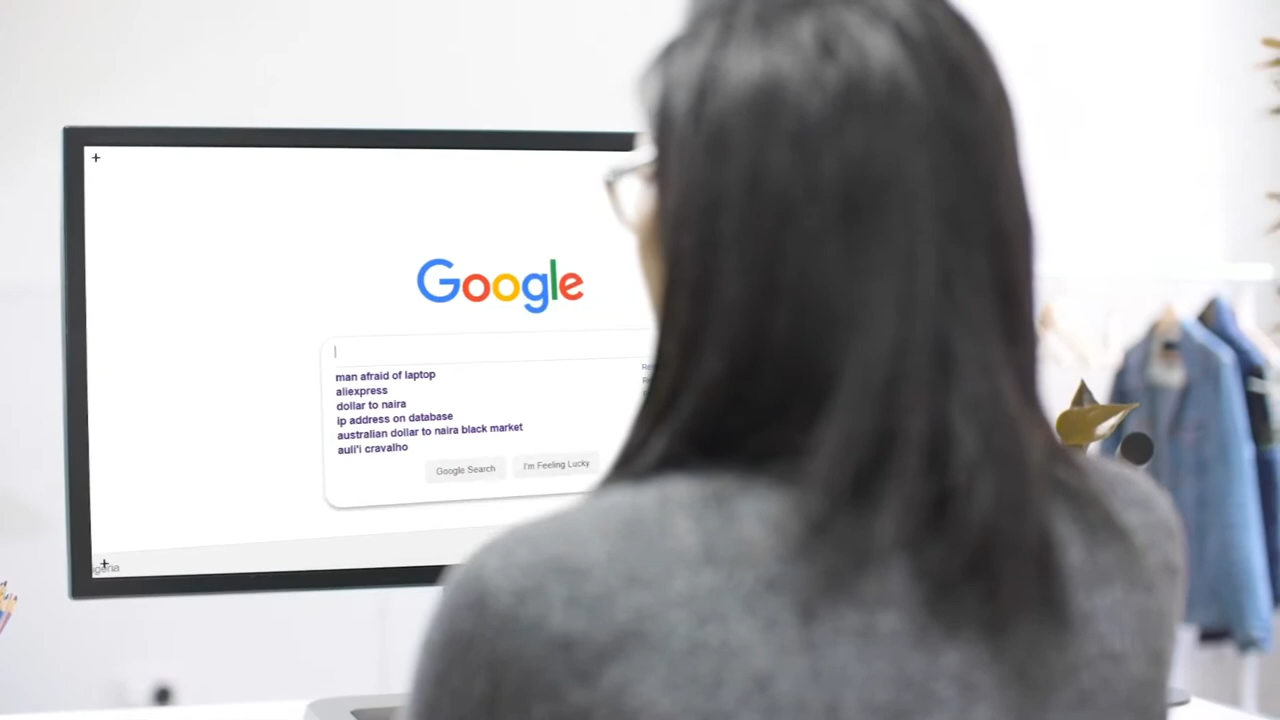 Google
man afraid of laptop
aliexpress
dollar to naira
ip address on database
australian dollar to naira black market
auli'i cravalho
Google Search
I'm Feeling Lucky